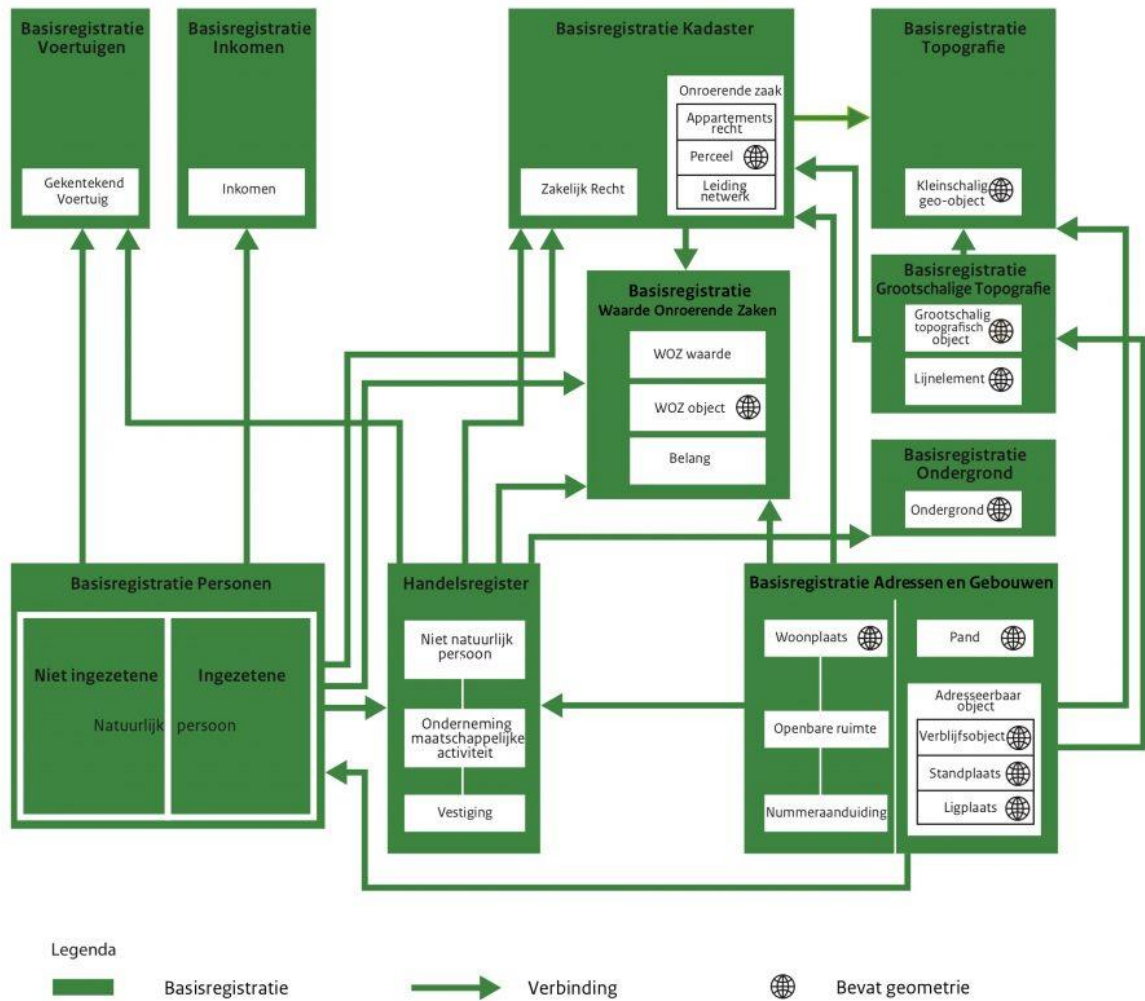 Basisregistratie
Voertuigen
Gekentekend
Voertuig
Basisregistratie
Inkomen
Inkomen
Basisregistratie Kadaster
Onroerende zaak
Appartements
recht
Perceel
Leiding
netwerk
Zakelijk Recht
Basisregistratie
Topografie
Kleinschalig
geo-object
Basisregistratie
Waarde Onroerende Zaken
WOZ waarde
WOZ object
Belang
Basisregistratie
Grootschalige Topografie
Grootschalig
topografisch
object
Lijnelement
Basisregistratie
Ondergrond
Ondergrond
Basisregistratie Personen
Niet ingezetene
Ingezetene
Natuurlijk persoon
Handelsregister
Niet natuurlijk
persoon
Onderneming
maatschappelijke
activiteit
Vestiging
Basisregistratie Adressen en Gebouwen
Woonplaats
Openbare ruimte
Nummeraanduiding
Pand
Adresseerbaar
object
Verblijfsobject
Standplaats
Ligplaats
Legenda
Basisregistratie
Verbinding
Bevat geometrie